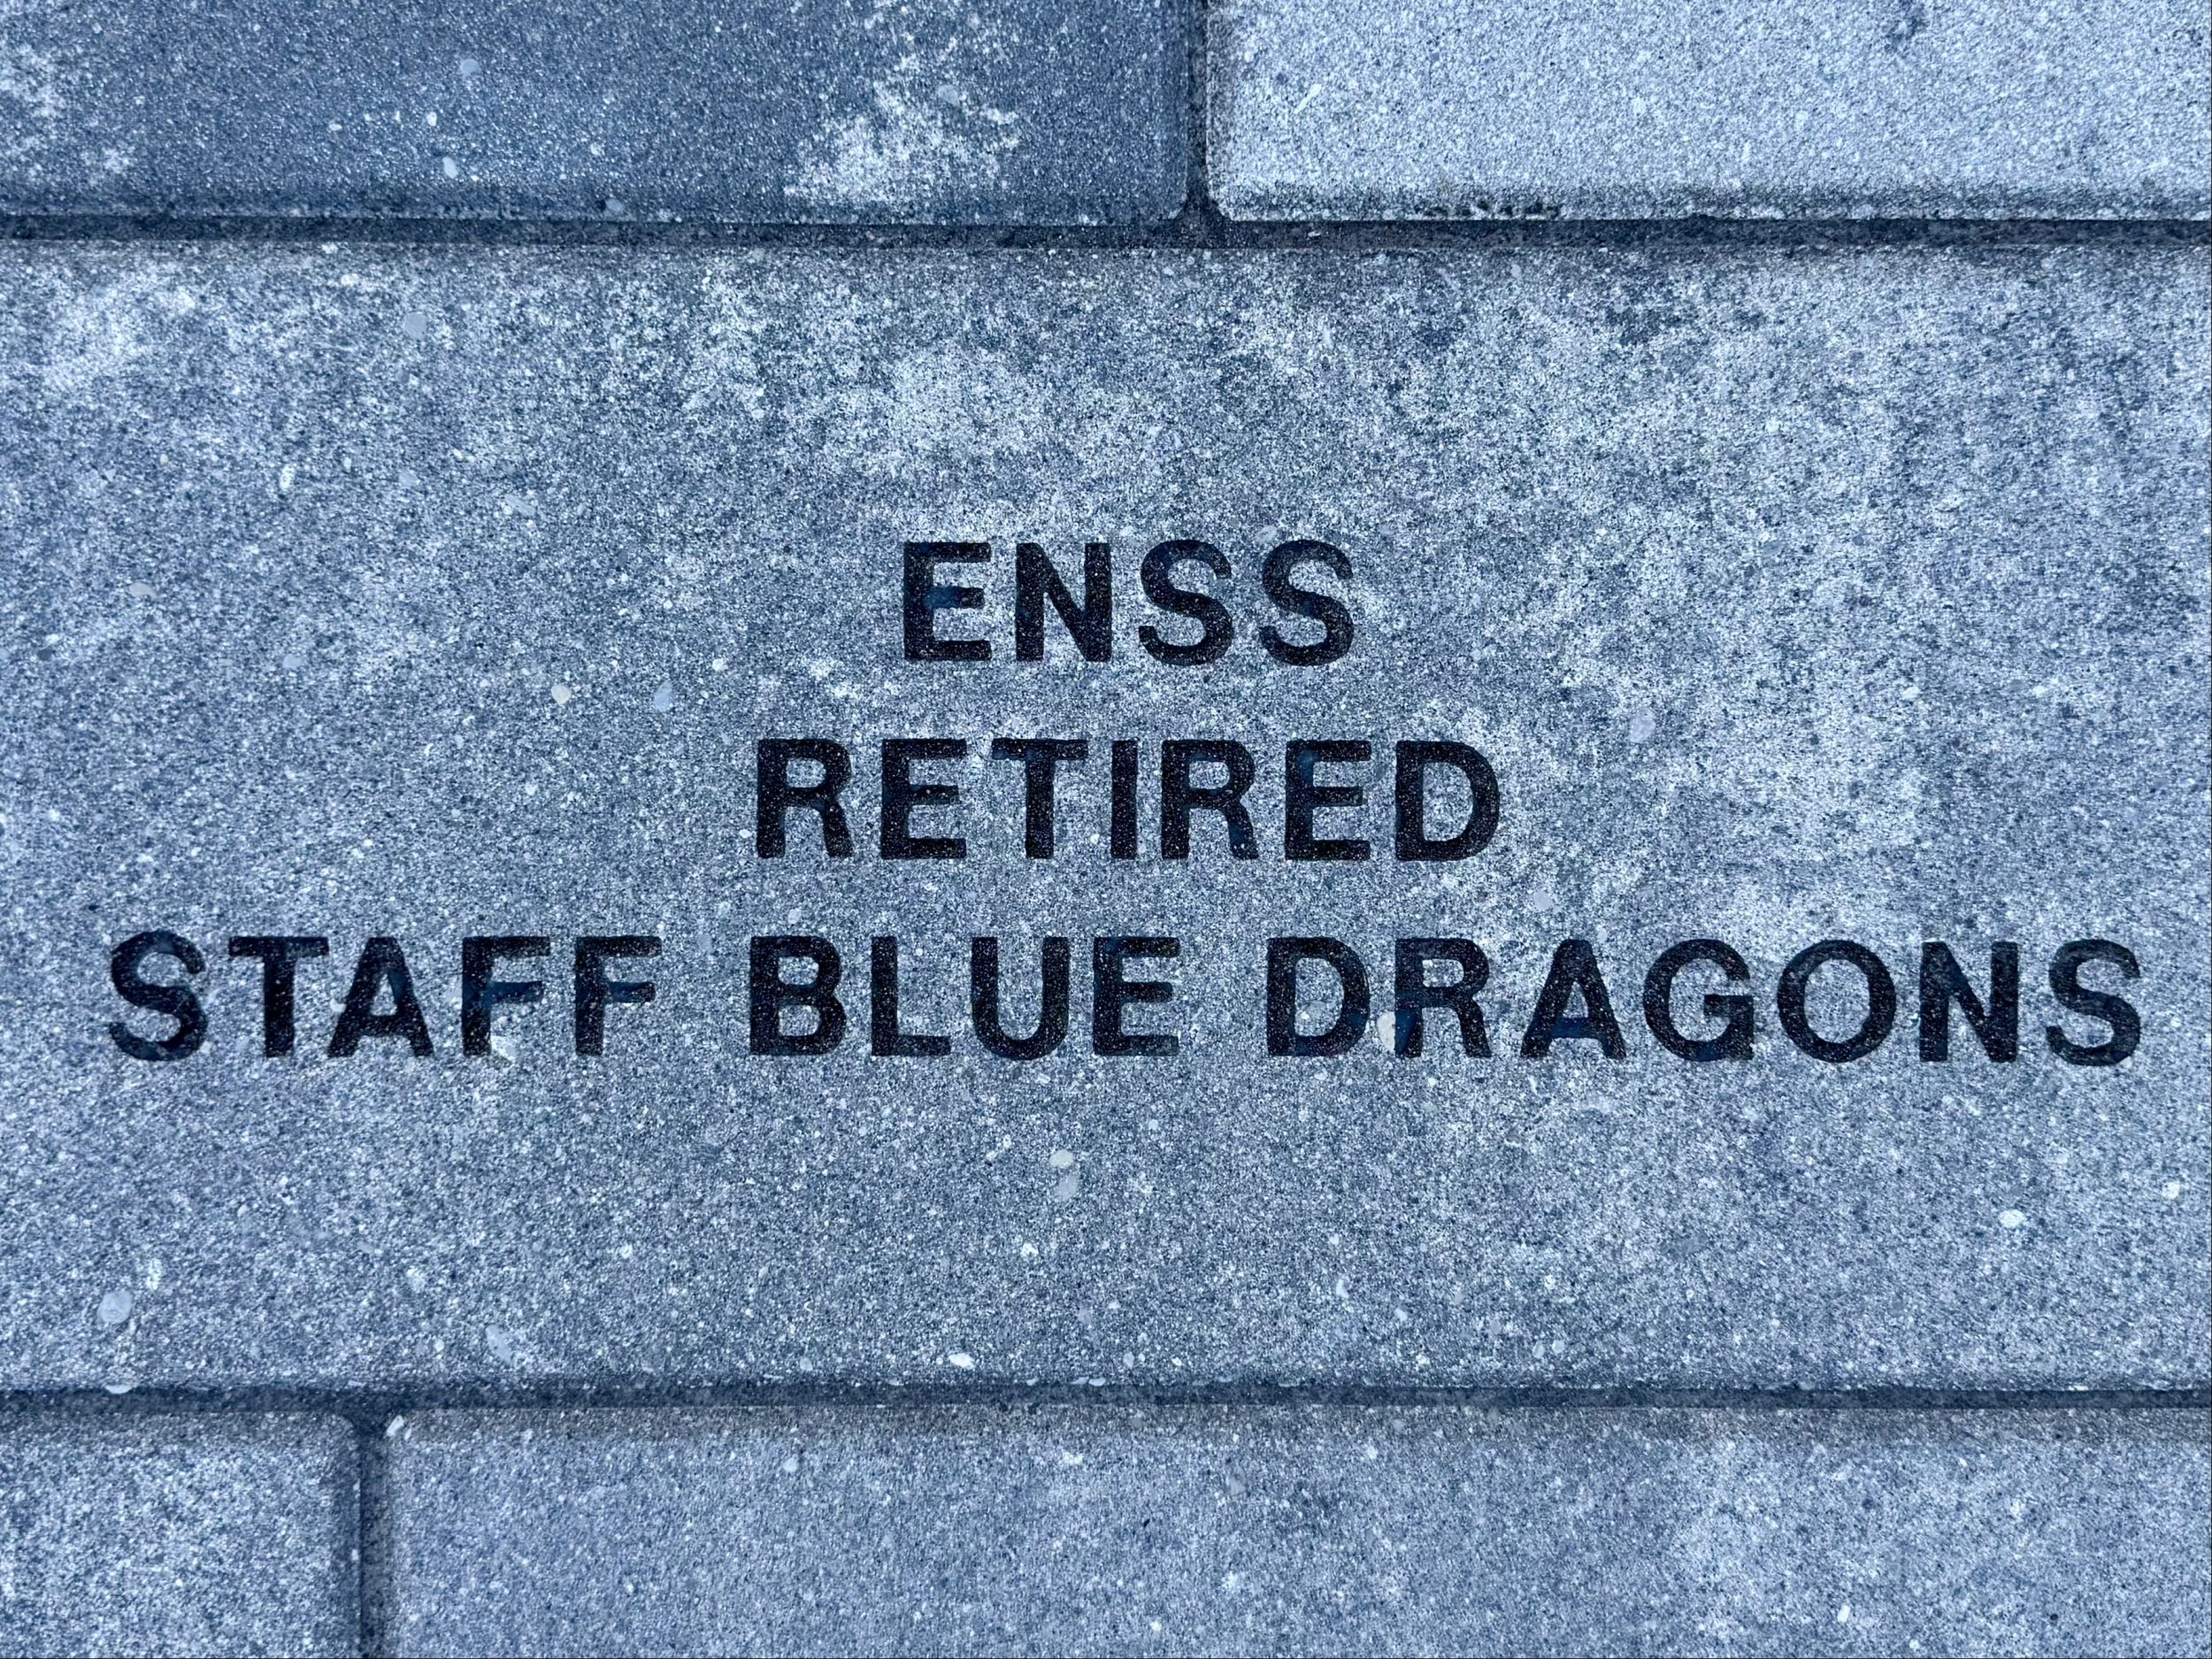 ENSS
RETIRED
STAFF BLUE DRAGONS